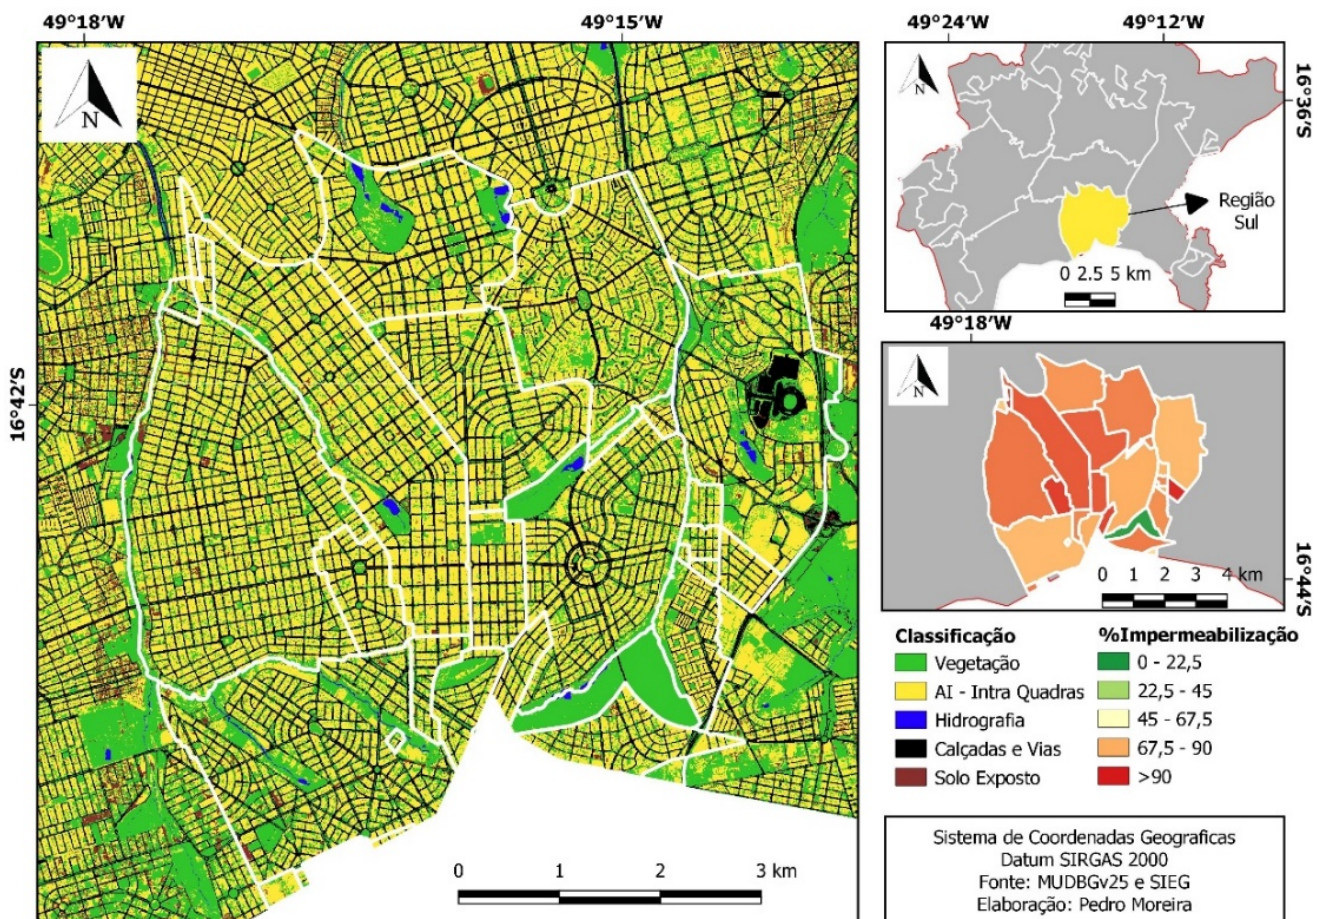 49°18'W
49°15'W
16°42'S
N
0 1 2 3 km
49°24'W
49°12'W
16°36'S
N
Região
Sul
0 2.5 5 km
49°18'W
16°44'S
N
0 1 2 3 4 km
Classificação
Vegetação
AI - Intra Quadras
Hidrografia
Calçadas e Vias
Solo Exposto
%Impermeabilização
0 - 22,5
22,5 - 45
45 - 67,5
67,5 - 90
>90
Sistema de Coordenadas Geograficas
Datum SIRGAS 2000
Fonte: MUDBGv25 e SIEG
Elaboração: Pedro Moreira